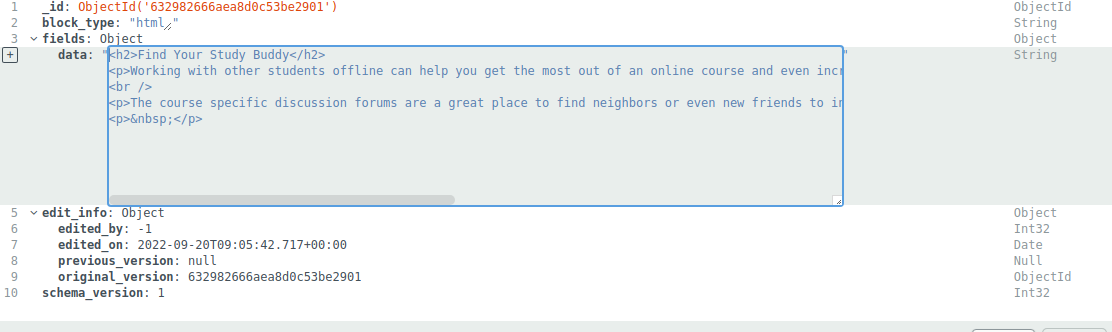 1 _id: ObjectId('632982666aea8d0c53be2901') ObjectId
2 block_type: "html" String
3 fields: Object Object
+ data: "<h2>Find Your Study Buddy</h2> String
<p>Working with other students offline can help you get the most out of an online course and even incr
<br />
<p>The course specific discussion forums are a great place to find neighbors or even new friends to in
<p>&nbsp;</p>
"
5 edit_info: Object Object
6 edited_by: -1 Int32
7 edited_on: 2022-09-20T09:05:42.717+00:00 Date
8 previous_version: null Null
9 original_version: 632982666aea8d0c53be2901 ObjectId
10 schema_version: 1 Int32